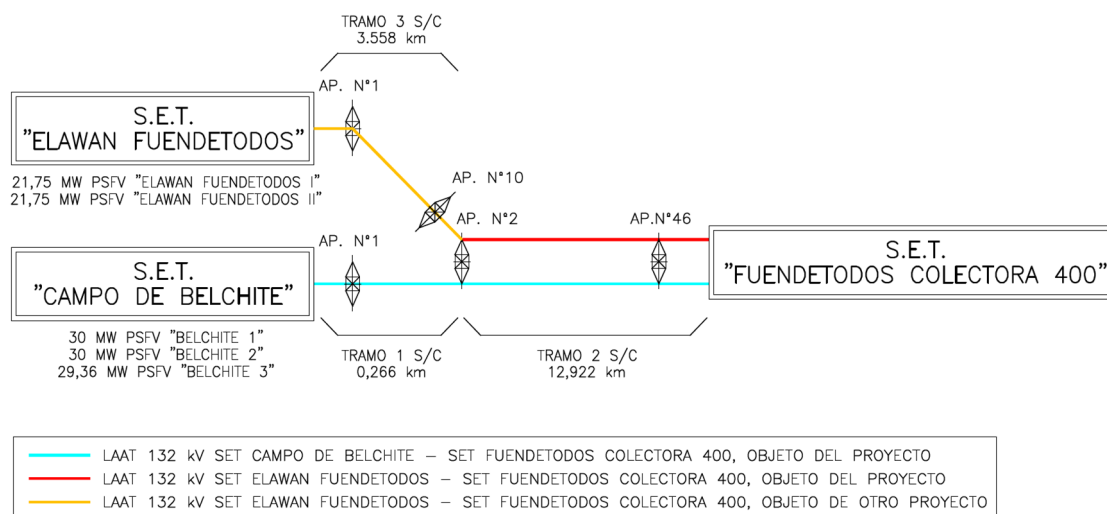 TRAMO 3 S/C
3.558 km
AP. N°1
S.E.T.
"ELAWAN FUENDETODOS"
21,75 MW PSFV "ELAWAN FUENDETODOS I"
21,75 MW PSFV "ELAWAN FUENDETODOS II"
AP. N°10
AP. N°2
AP.N°46
AP. N°1
S.E.T.
"CAMPO DE BELCHITE"
S.E.T.
"FUENDETODOS COLECTORA 400"
30 MW PSFV "BELCHITE 1"
30 MW PSFV "BELCHITE 2"
29,36 MW PSFV "BELCHITE 3"
TRAMO 1 S/C
0,266 km
TRAMO 2 S/C
12,922 km
LAAT 132 kV SET CAMPO DE BELCHITE – SET FUENDETODOS COLECTORA 400, OBJETO DEL PROYECTO
LAAT 132 kV SET ELAWAN FUENDETODOS – SET FUENDETODOS COLECTORA 400, OBJETO DEL PROYECTO
LAAT 132 kV SET ELAWAN FUENDETODOS – SET FUENDETODOS COLECTORA 400, OBJETO DE OTRO PROYECTO